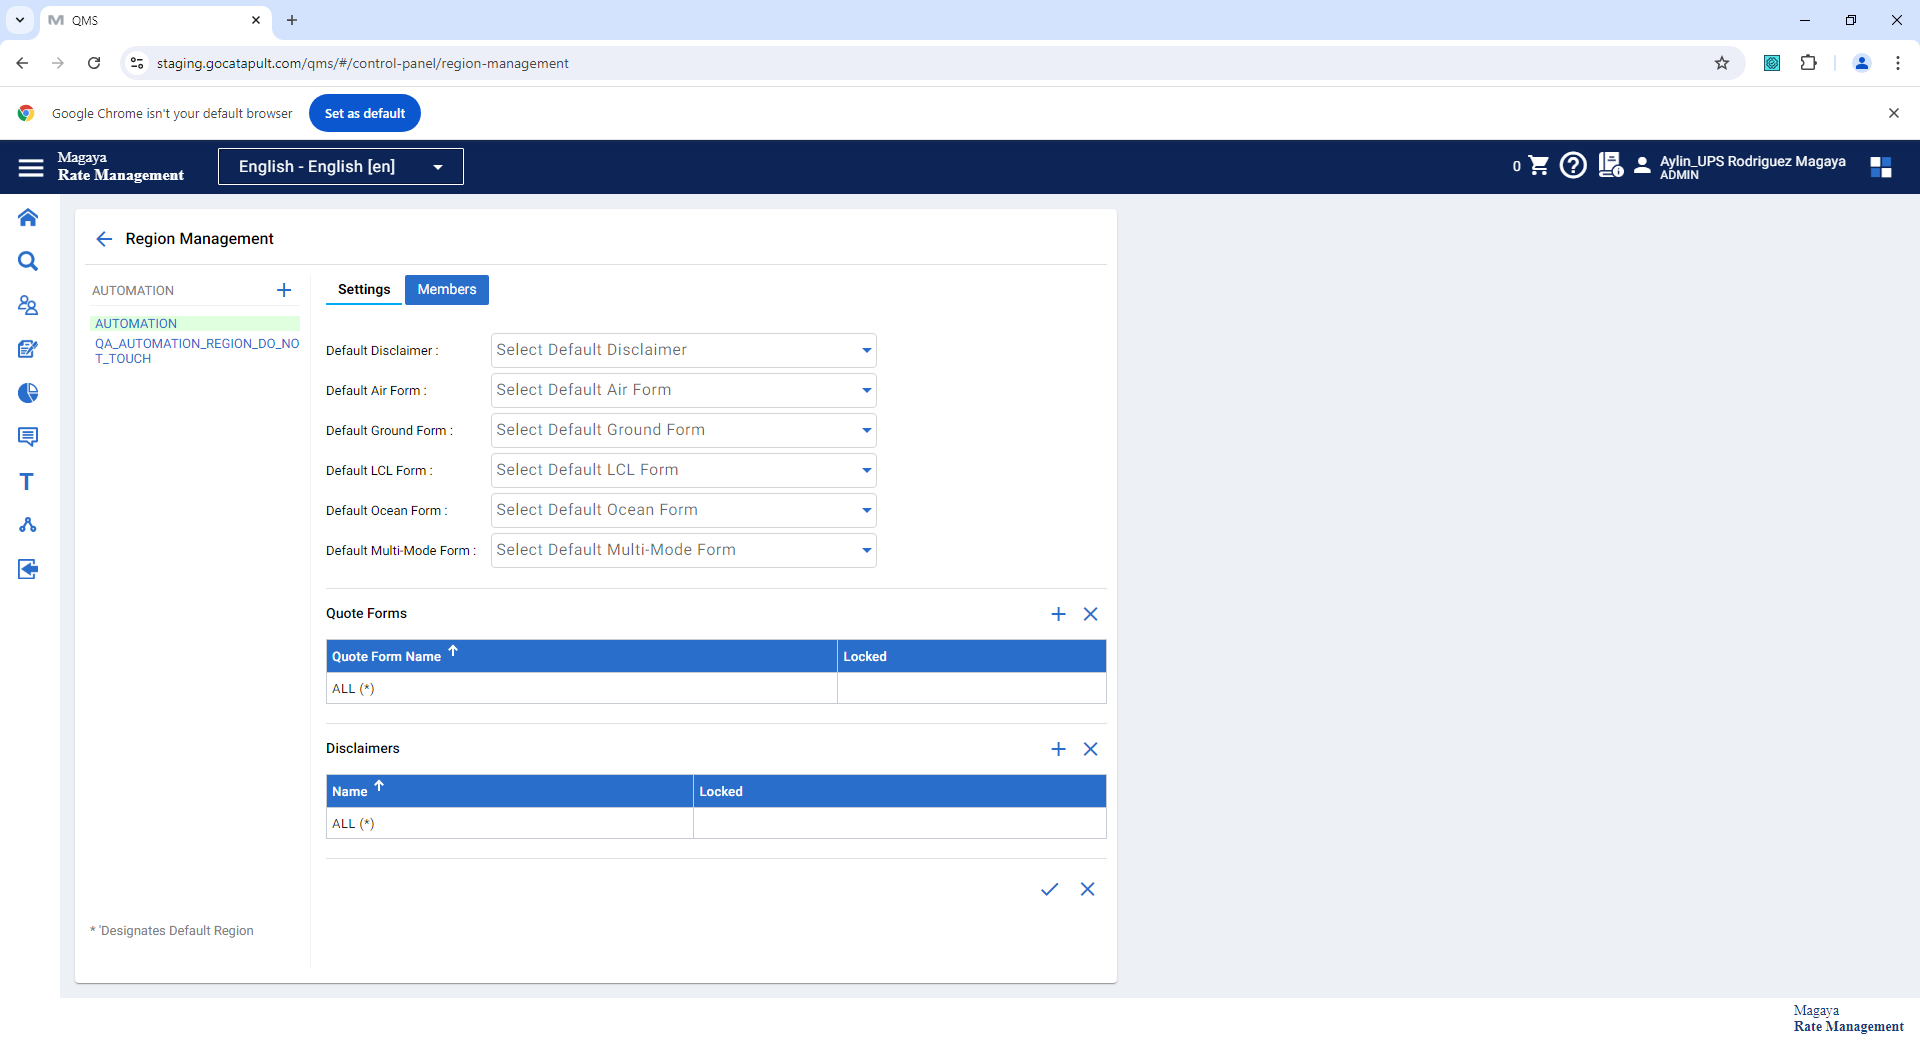 QMS
staging.gocatapult.com/qms/#/control-panel/region-management
Google Chrome isn't your default browser
Set as default
Magaya
Rate Management
English - English [en]
0
Aylin_UPS Rodriguez Magaya
ADMIN
Region Management
AUTOMATION
AUTOMATION
QA_AUTOMATION_REGION_DO_NO
T_TOUCH
* 'Designates Default Region
Settings
Members
Default Disclaimer :
Select Default Disclaimer
Default Air Form :
Select Default Air Form
Default Ground Form :
Select Default Ground Form
Default LCL Form :
Select Default LCL Form
Default Ocean Form :
Select Default Ocean Form
Default Multi-Mode Form :
Select Default Multi-Mode Form
Quote Forms
Quote Form Name
Locked
ALL (*)
Disclaimers
Name
Locked
ALL (*)
Magaya
Rate Management